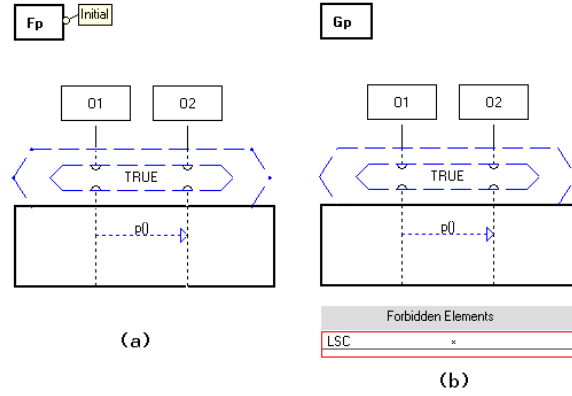 Fp
Initial
O1
O2
TRUE
p()
(a)
Gp
O1
O2
TRUE
p()
Forbidden Elements
LSC ×
(b)